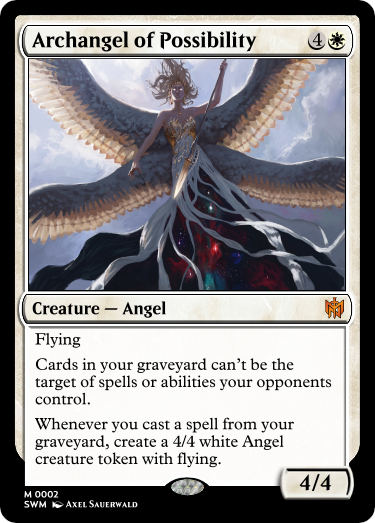 Archangel of Possibility 4
Creature — Angel
Flying
Cards in your graveyard can't be the
target of spells or abilities your opponents
control.
Whenever you cast a spell from your
graveyard, create a 4/4 white Angel
creature token with flying.
4/4
M 0002
SWM Axel Sauerwald